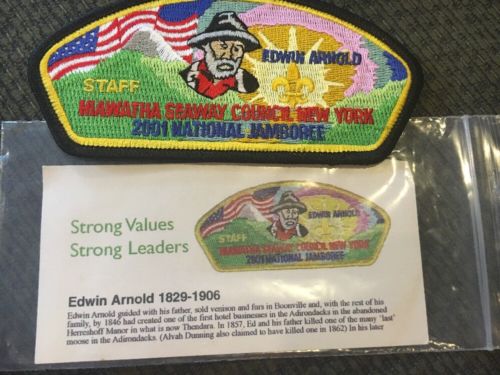 EDWIN ARNOLD
STAFF
HIAWATHA SEAWAY COUNCIL NEW YORK
2001 NATIONAL JAMBOREE
Strong Values
Strong Leaders
EDWIN ARNOLD
STAFF
HIAWATHA SEAWAY COUNCIL NEW YORK
2001 NATIONAL JAMBOREE
Edwin Arnold 1829-1906
Edwin Arnold guided with his father, sold venison and furs in Boonville and, with the rest of his
family, by 1846 had created one of the first hotel businesses in the Adirondacks in the abandoned
Herreshoff Manor in what is now Thendara. In 1857, Ed and his father killed one of the many 'last'
moose in the Adirondacks. (Alvah Dunning also claimed to have killed one in 1862) In his later